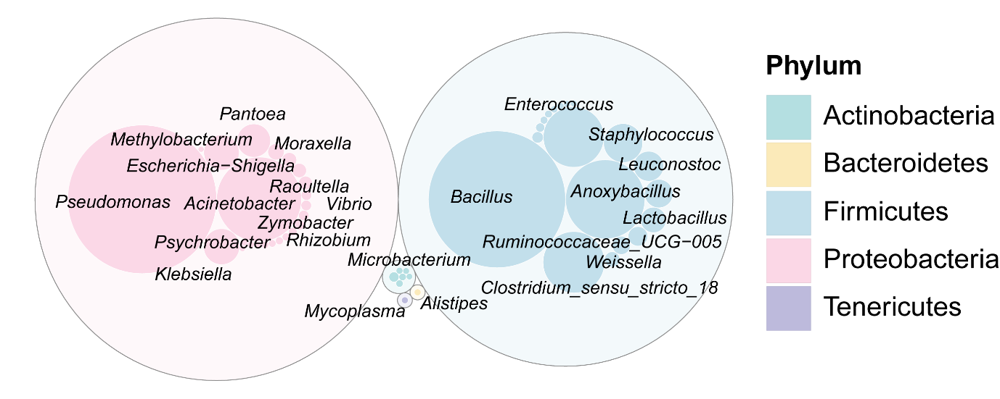 Pantoea
Methylobacterium
Moraxella
Escherichia−Shigella
Raoultella
Pseudomonas
Acinetobacter
Vibrio
Zymobacter
Psychrobacter
Rhizobium
Klebsiella
Enterococcus
Staphylococcus
Leuconostoc
Bacillus
Anoxybacillus
Lactobacillus
Ruminococcaceae_UCG−005
Weissella
Clostridium_sensu_stricto_18
Microbacterium
Alistipes
Mycoplasma
Phylum
Actinobacteria
Bacteroidetes
Firmicutes
Proteobacteria
Tenericutes